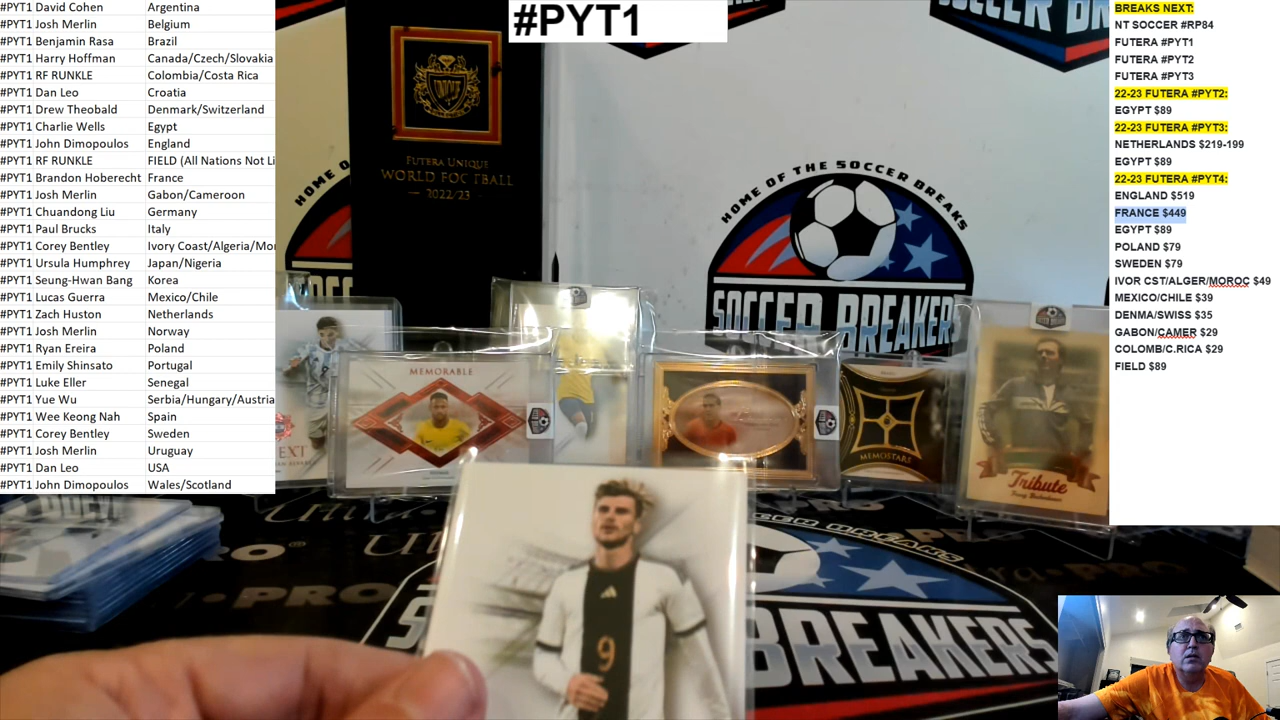 #PYT1 David Cohen Argentina
#PYT1 Josh Merlin Belgium
#PYT1 Benjamin Rasa Brazil
#PYT1 Harry Hoffman Canada/Czech/Slovakia
#PYT1 RF RUNKLE Colombia/Costa Rica
#PYT1 Dan Leo Croatia
#PYT1 Drew Theobald Denmark/Switzerland
#PYT1 Charlie Wells Egypt
#PYT1 John Dimopoulos England
#PYT1 RF RUNKLE FIELD (All Nations Not Li
#PYT1 Brandon Hoberecht France
#PYT1 Josh Merlin Gabon/Cameroon
#PYT1 Chuandong Liu Germany
#PYT1 Paul Brucks Italy
#PYT1 Corey Bentley Ivory Coast/Algeria/Mor
#PYT1 Ursula Humphrey Japan/Nigeria
#PYT1 Seung-Hwan Bang Korea
#PYT1 Lucas Guerra Mexico/Chile
#PYT1 Zach Huston Netherlands
#PYT1 Josh Merlin Norway
#PYT1 Ryan Ereira Poland
#PYT1 Emily Shinsato Portugal
#PYT1 Luke Eller Senegal
#PYT1 Yue Wu Serbia/Hungary/Austria
#PYT1 Wee Keong Nah Spain
#PYT1 Corey Bentley Sweden
#PYT1 Josh Merlin Uruguay
#PYT1 Dan Leo USA
#PYT1 John Dimopoulos Wales/Scotland
#PYT1
SOCCER BREAKERS
UNIQUE
FUTERA UNIQUE
WORLD FOOTBALL
2022/23
HOME OF THE SOCCER BREAKS
SOCCER BREAKERS
HOME O
SOCC
EXT
MEMORABLE
MEMOSTARS
Tribute
PRO
PRO
BREAKERS
9
BREAKS NEXT:
NT SOCCER #RP84
FUTERA #PYT1
FUTERA #PYT2
FUTERA #PYT3
22-23 FUTERA #PYT2:
EGYPT $89
22-23 FUTERA #PYT3:
NETHERLANDS $219-199
EGYPT $89
22-23 FUTERA #PYT4:
ENGLAND $519
FRANCE $449
EGYPT $89
POLAND $79
SWEDEN $79
IVOR CST/ALGER/MOROC $49
MEXICO/CHILE $39
DENMA/SWISS $35
GABON/CAMER $29
COLOMB/C.RICA $29
FIELD $89